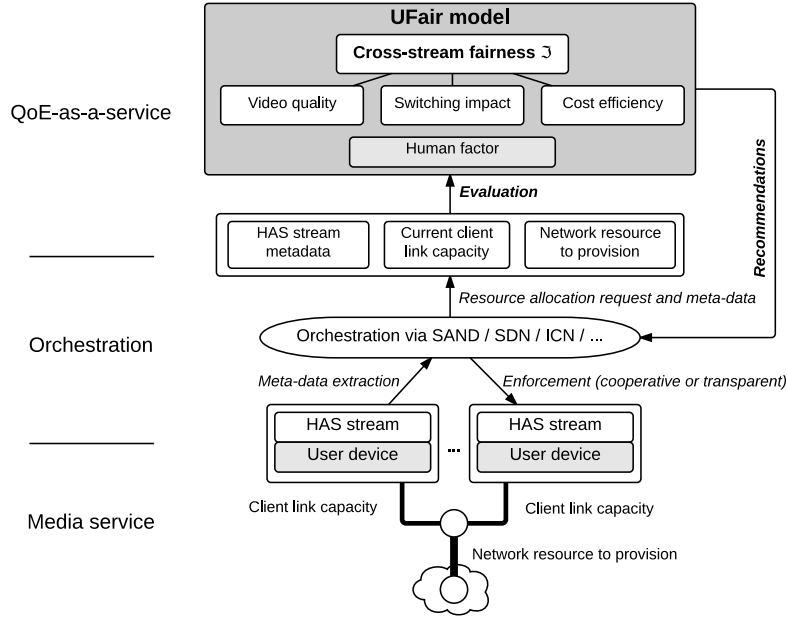 UFair model
Cross-stream fairness ℑ
Video quality
Switching impact
Cost efficiency
Human factor
QoE-as-a-service
Evaluation
Recommendations
HAS stream
metadata
Current client
link capacity
Network resource
to provision
Resource allocation request and meta-data
Orchestration
Orchestration via SAND / SDN / ICN / ...
Meta-data extraction
Enforcement (cooperative or transparent)
HAS stream
User device
...
HAS stream
User device
Client link capacity
Client link capacity
Media service
Network resource to provision